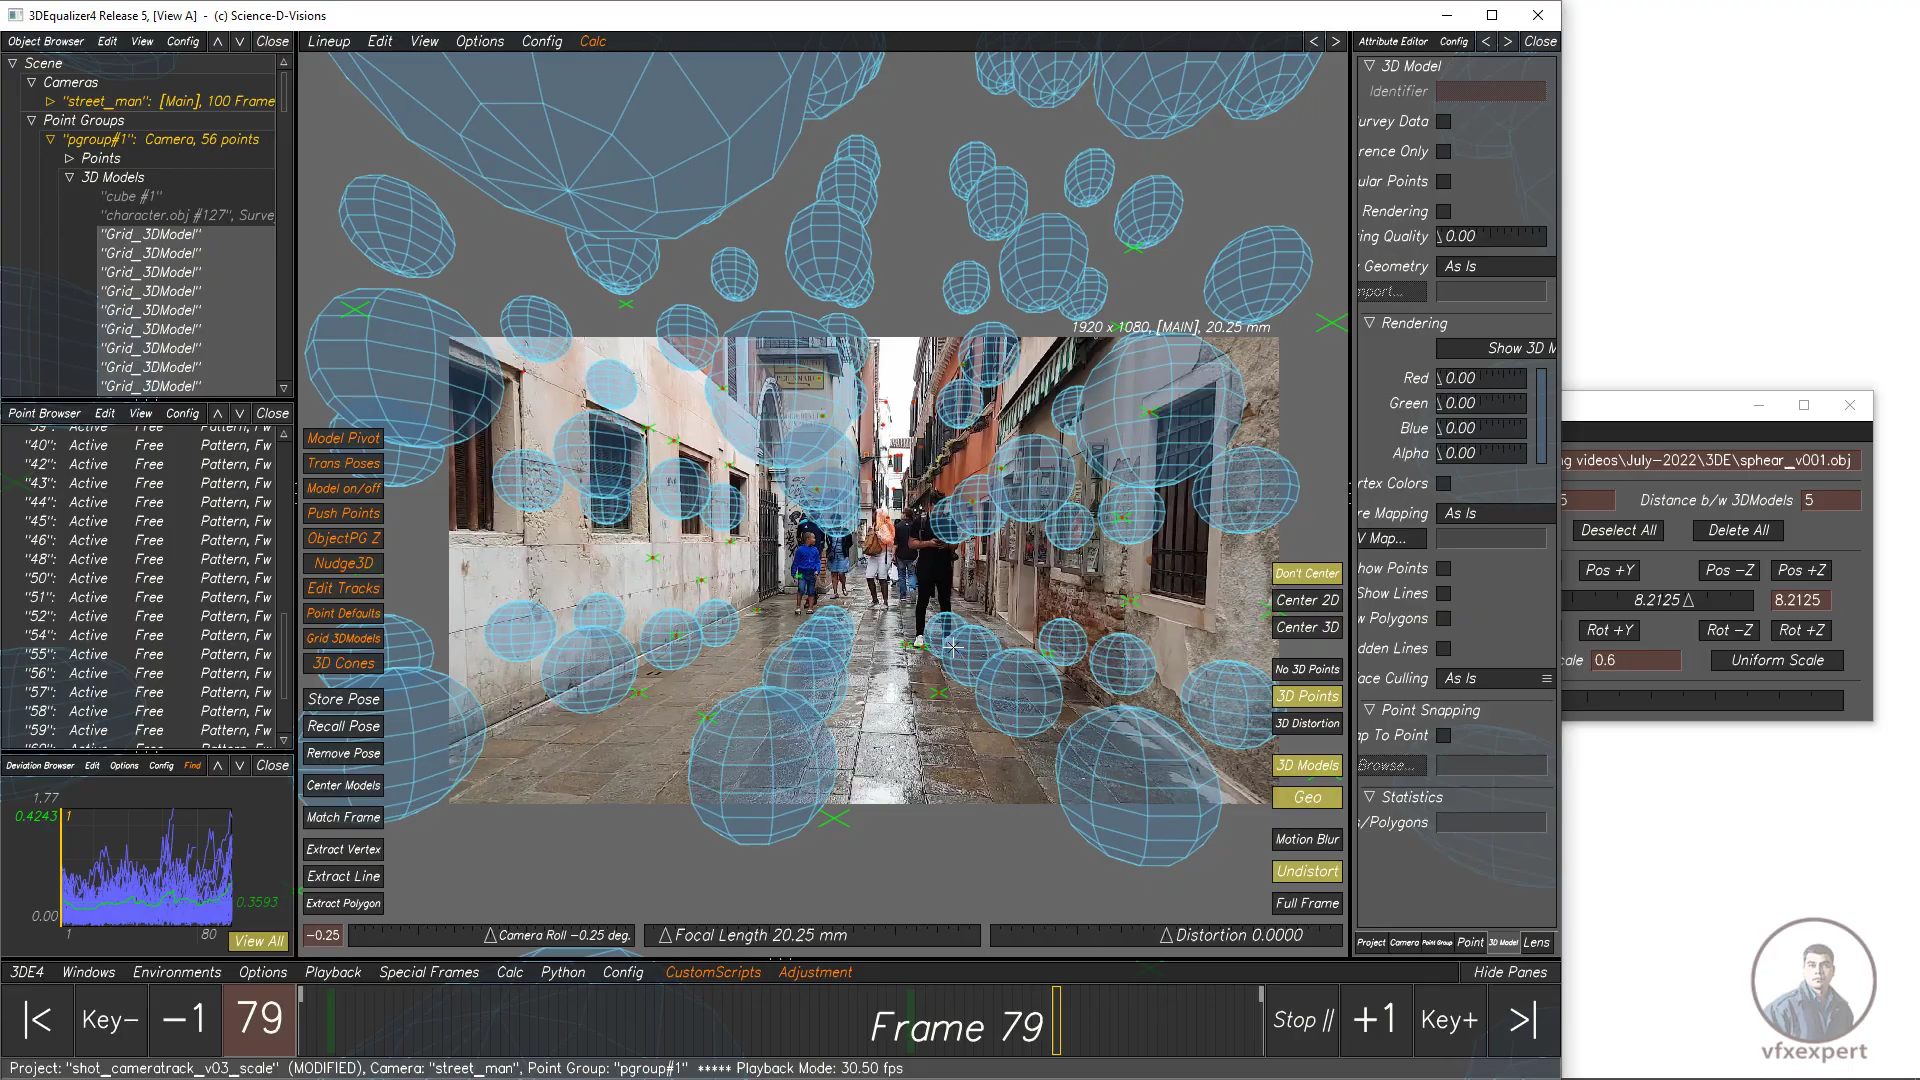 3DEqualizer4 Release 5, [View A]  -  (c) Science-D-Visions
Object Browser Edit View Config Close
Scene
Cameras
"street_man": [Main], 100 Frame
Point Groups
"pgroup#1": Camera, 56 points
Points
3D Models
"cube #1"
"character.obj #127", Surve
"Grid_3DModel"
"Grid_3DModel"
"Grid_3DModel"
"Grid_3DModel"
"Grid_3DModel"
"Grid_3DModel"
"Grid_3DModel"
"Grid_3DModel"
"Grid_3DModel"
Point Browser Edit View Config Close
"40": Active Free Pattern, Fw
"42": Active Free Pattern, Fw
"43": Active Free Pattern, Fw
"44": Active Free Pattern, Fw
"45": Active Free Pattern, Fw
"46": Active Free Pattern, Fw
"48": Active Free Pattern, Fw
"50": Active Free Pattern, Fw
"51": Active Free Pattern, Fw
"52": Active Free Pattern, Fw
"54": Active Free Pattern, Fw
"55": Active Free Pattern, Fw
"56": Active Free Pattern, Fw
"57": Active Free Pattern, Fw
"58": Active Free Pattern, Fw
"59": Active Free Pattern, Fw
Deviation Browser Edit Options Config Find Close
1.77
0.4243
1
0.3593
0.00
1 80
View All
Lineup Edit View Options Config Calc < >
1920 x 1080, [MAIN], 20.25 mm
Model Pivot
Trans Poses
Model on/off
Push Points
ObjectPG Z
Nudge3D
Edit Tracks
Point Defaults
Grid 3DModels
3D Cones
Store Pose
Recall Pose
Remove Pose
Center Models
Match Frame
Extract Vertex
Extract Line
Extract Polygon
Don't Center
Center 2D
Center 3D
No 3D Points
3D Points
3D Distortion
3D Models
Geo
Motion Blur
Undistort
Full Frame
-0.25 Camera Roll -0.25 deg. Focal Length 20.25 mm Distortion 0.0000
Attribute Editor Config < > Close
3D Model
Identifier
urvey Data
rence Only
ular Points
Rendering
ing Quality 0.00
Geometry As Is
mport...
Rendering
Show 3D M
Red 0.00
Green 0.00
Blue 0.00
Alpha 0.00
rtex Colors
re Mapping As Is
V Map...
how Points
Show Lines
w Polygons
dden Lines
ace Culling As Is
Point Snapping
ap To Point
Browse...
Statistics
s/Polygons
Project Camera Point Group Point 3D Model Lens
g videos\July-2022\3DE\sphear_v001.obj
5 Distance b/w 3DModels 5
Deselect All Delete All
Pos +Y Pos -Z Pos +Z
8.2125 8.2125
Rot +Y Rot -Z Rot +Z
cale 0.6 Uniform Scale
3DE4 Windows Environments Options Playback Special Frames Calc Python Config CustomScripts Adjustment Hide Panes
|< Key- -1 79 Frame 79 Stop || +1 Key+ >|
Project: "shot_cameratrack_v03_scale" (MODIFIED), Camera: "street_man", Point Group: "pgroup#1" ***** Playback Mode: 30.50 fps
vfxexpert